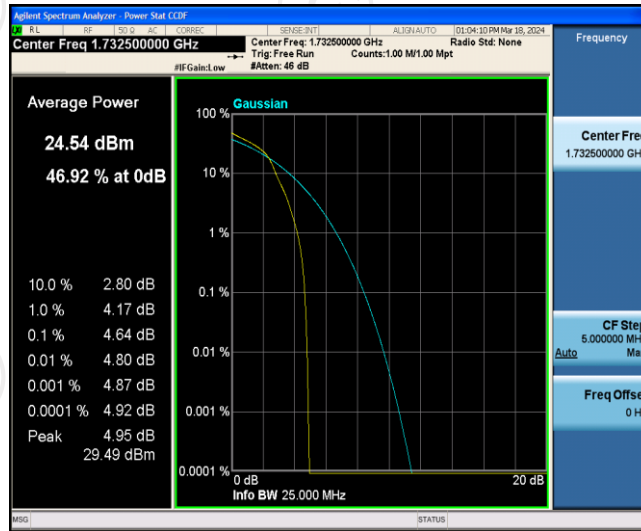 Agilent Spectrum Analyzer - Power Stat CCDF
RL RF 50 Ω AC CORREC SENSE:INT ALIGNAUTO 01:04:10 PM Mar 18, 2024
Center Freq 1.732500000 GHz
Center Freq: 1.732500000 GHz Radio Std: None
Trig: Free Run Counts:1.00 M/1.00 Mpt
#IFGain:Low #Atten: 46 dB
Frequency
Average Power
24.54 dBm
46.92 % at 0dB
10.0 % 2.80 dB
1.0 % 4.17 dB
0.1 % 4.64 dB
0.01 % 4.80 dB
0.001 % 4.87 dB
0.0001 % 4.92 dB
Peak 4.95 dB
29.49 dBm
Gaussian
100 %
10 %
1 %
0.1 %
0.01 %
0.001 %
0.0001 %
0 dB 20 dB
Info BW 25.000 MHz
Center Fre
1.732500000 GH
CF Step
5.000000 MH
Auto Ma
Freq Offse
0 H
MSG STATUS